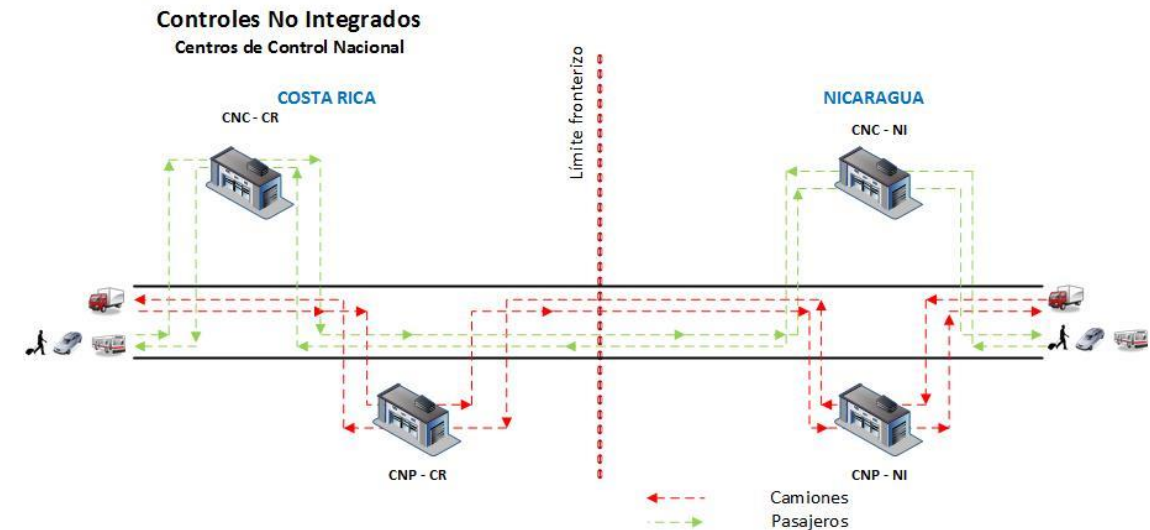 Controles No Integrados
Centros de Control Nacional
Límite fronterizo
COSTA RICA
NICARAGUA
CNC - CR
CNC - NI
CNP - CR
CNP - NI
Camiones
Pasajeros